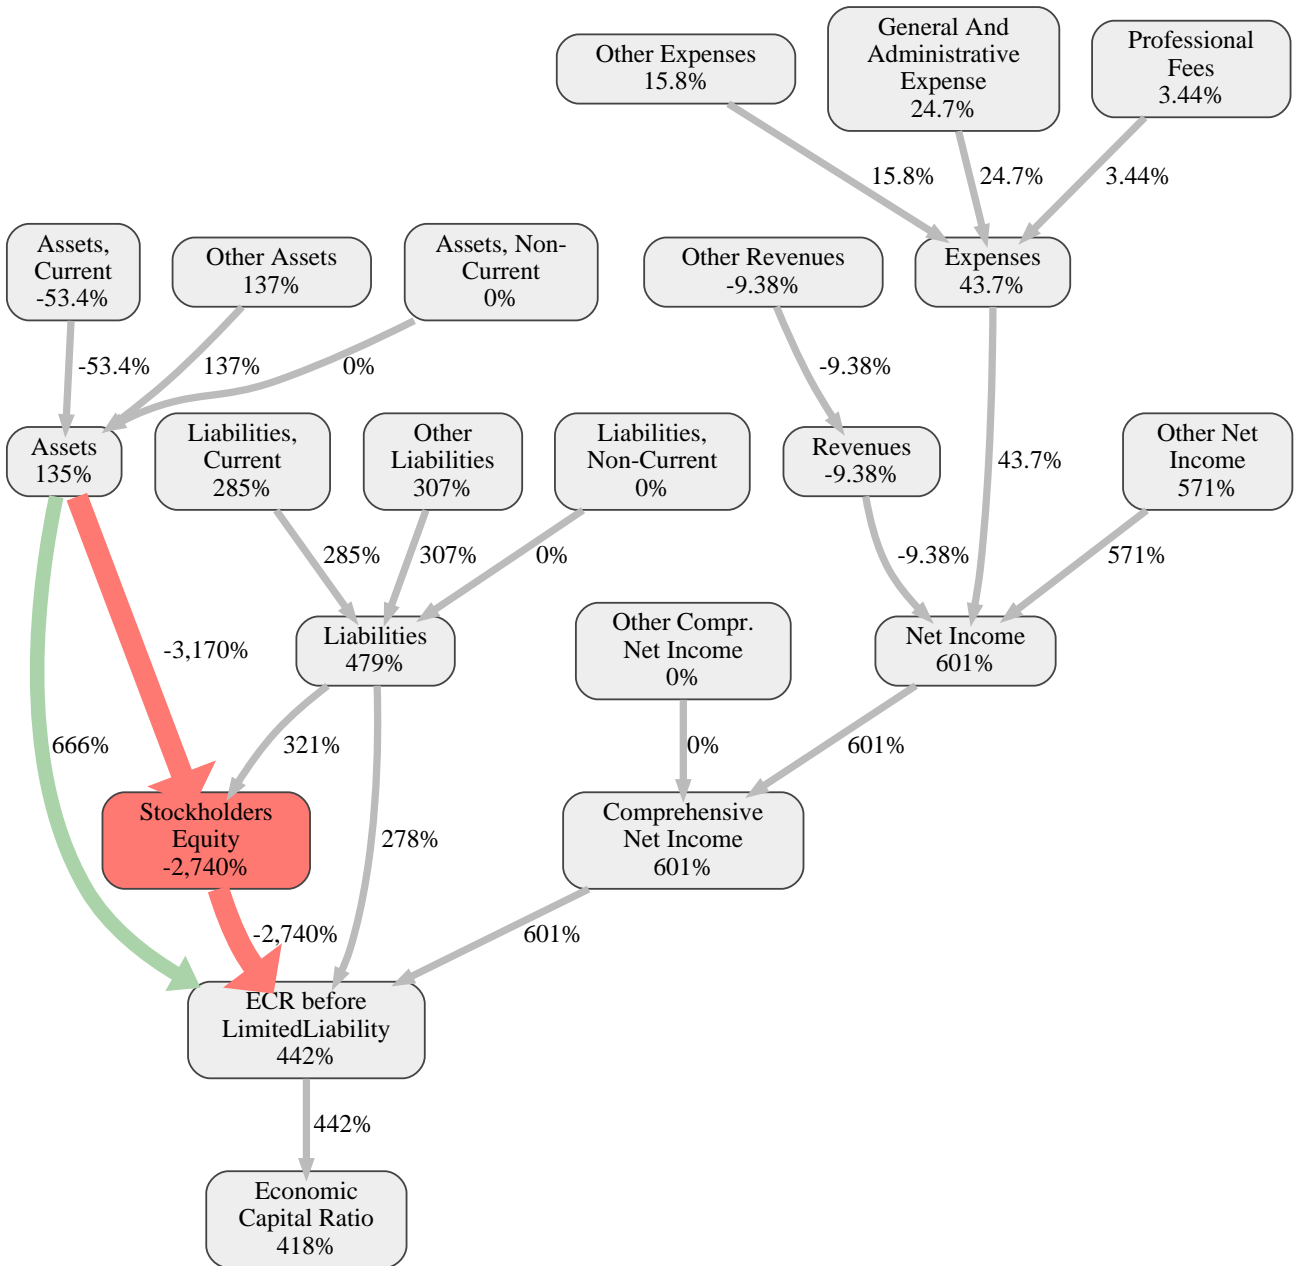 Other Expenses
15.8%
General And
Administrative
Expense
24.7%
Professional
Fees
3.44%
15.8%
24.7%
3.44%
Assets,
Current
-53.4%
Other Assets
137%
Assets, Non-
Current
0%
Other Revenues
-9.38%
Expenses
43.7%
-53.4%
137%
0%
-9.38%
Assets
135%
Liabilities,
Current
285%
Other
Liabilities
307%
Liabilities,
Non-Current
0%
Revenues
-9.38%
43.7%
Other Net
Income
571%
285%
307%
0%
-9.38%
571%
-3,170%
Liabilities
479%
Other Compr.
Net Income
0%
Net Income
601%
666%
321%
0%
601%
Stockholders
Equity
-2,740%
278%
Comprehensive
Net Income
601%
-2,740%
601%
ECR before
LimitedLiability
442%
442%
Economic
Capital Ratio
418%